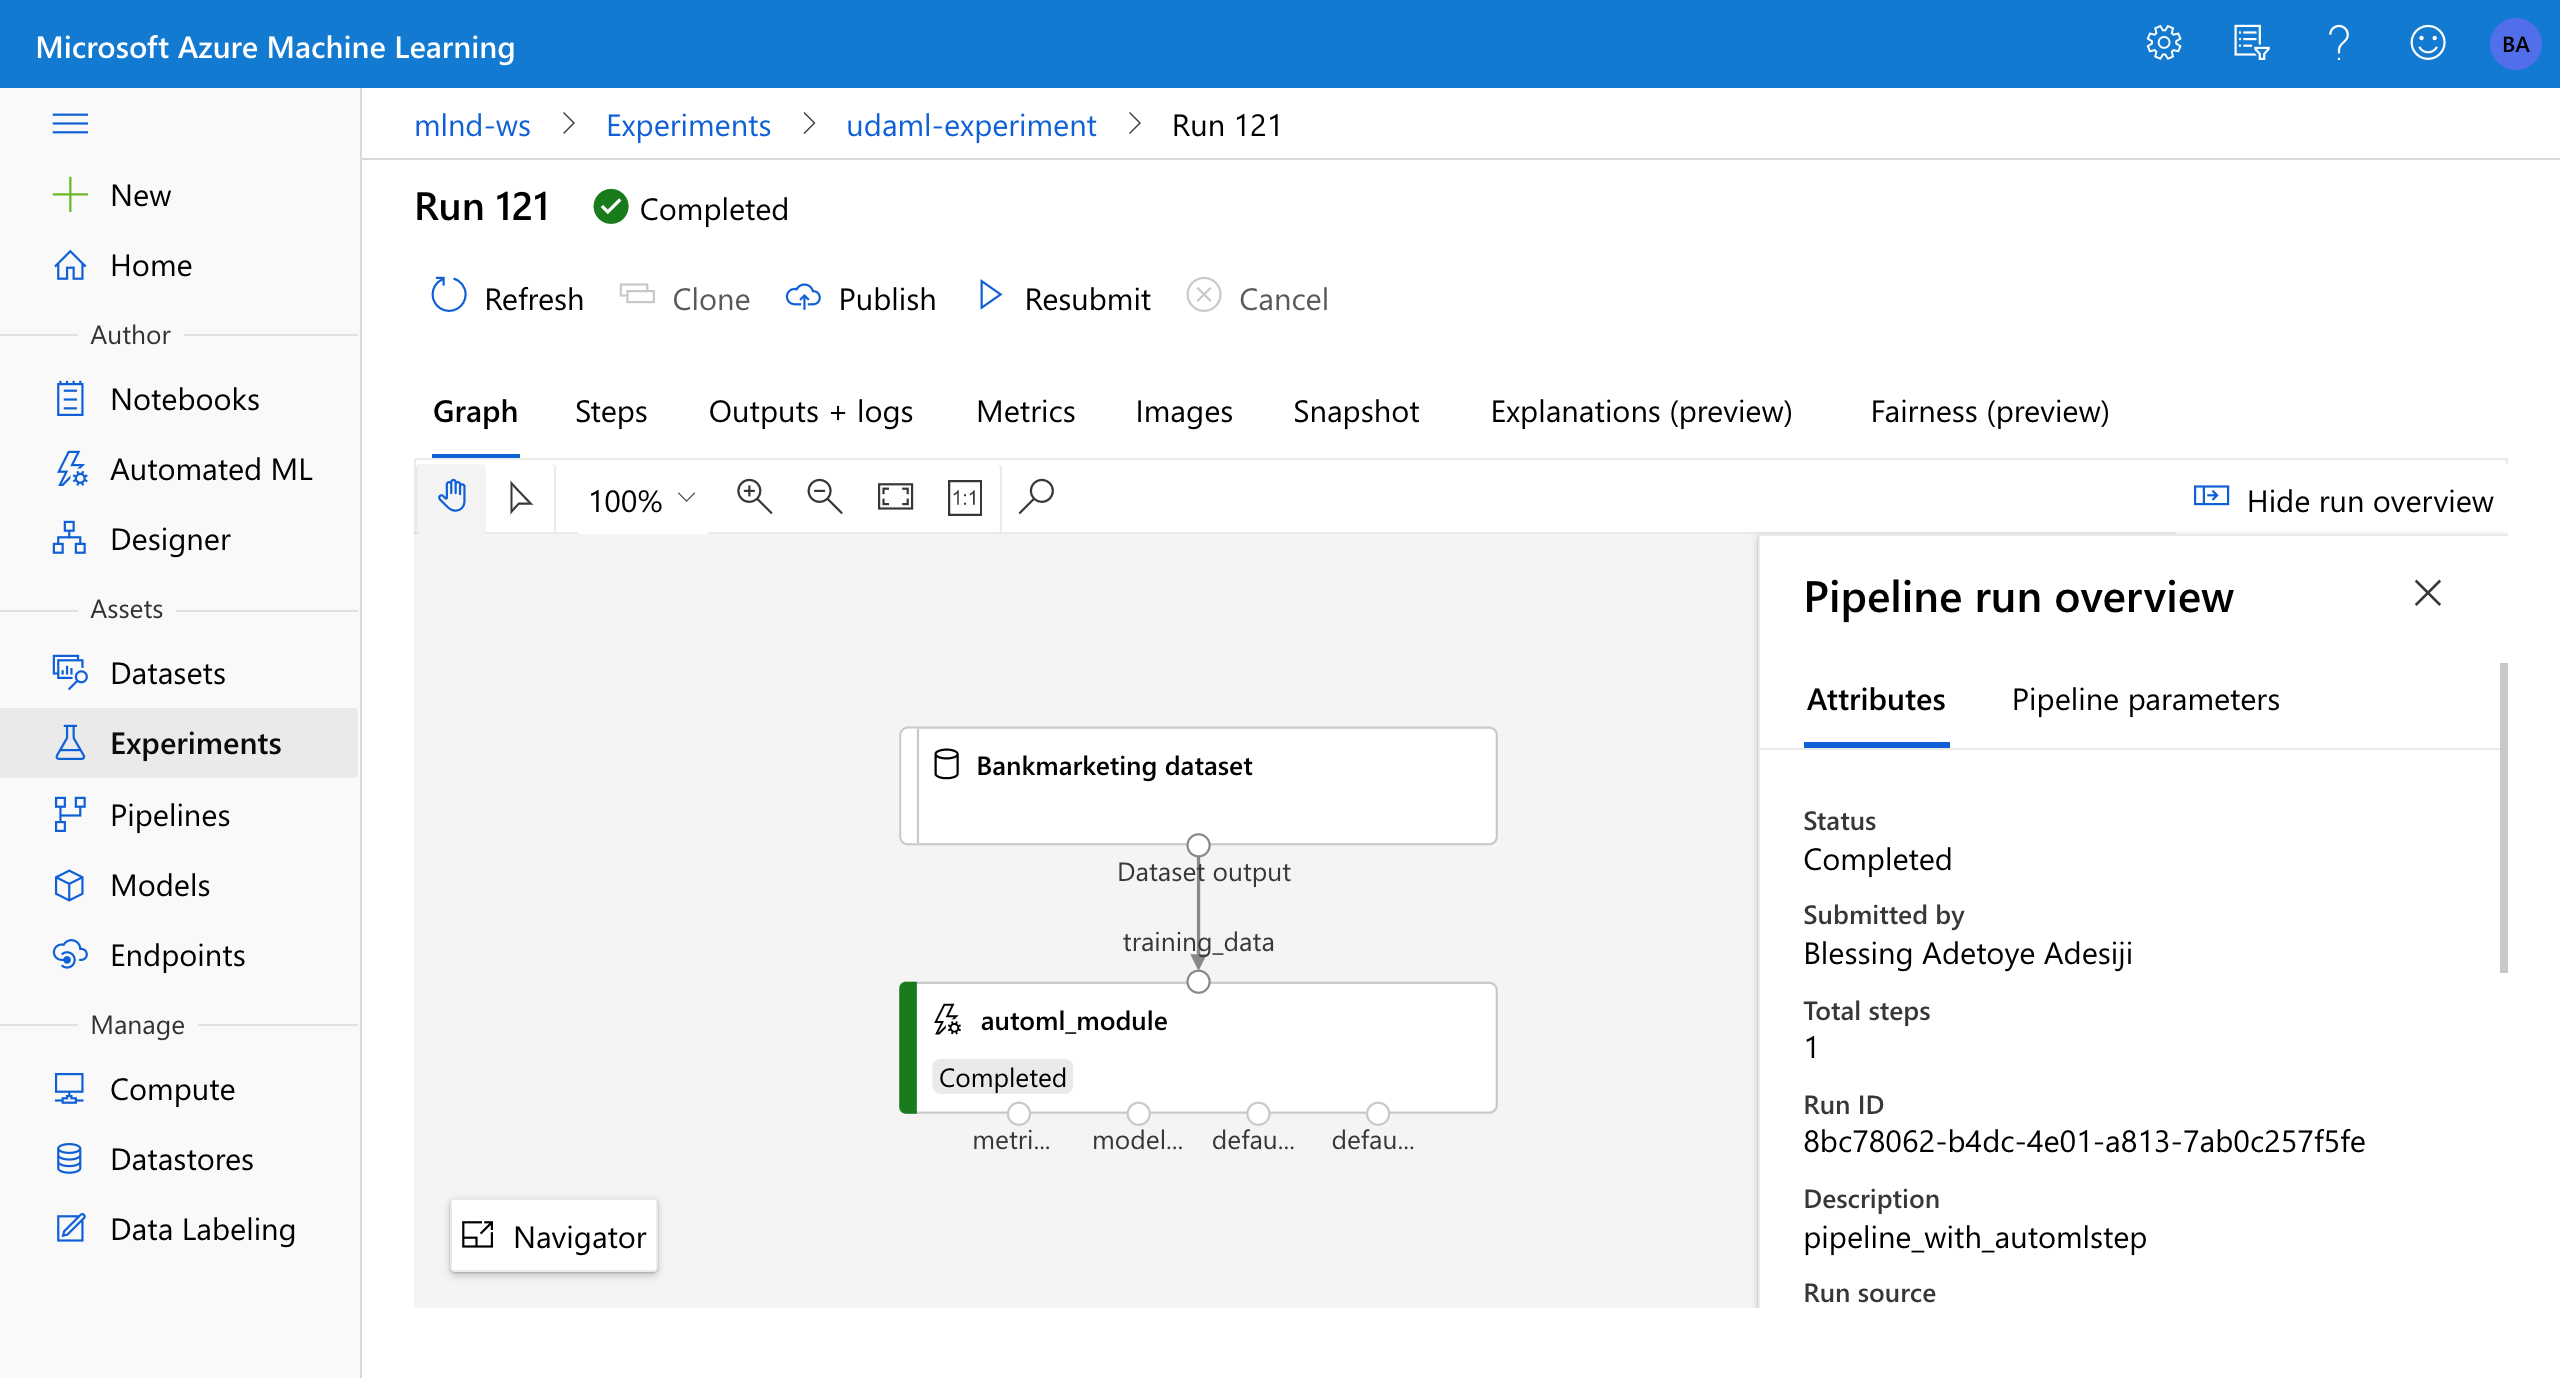 Microsoft Azure Machine Learning
BA
mlnd-ws > Experiments > udaml-experiment > Run 121
New
Home
Author
Notebooks
Automated ML
Designer
Assets
Datasets
Experiments
Pipelines
Models
Endpoints
Manage
Compute
Datastores
Data Labeling
Run 121 Completed
Refresh Clone Publish Resubmit Cancel
Graph Steps Outputs + logs Metrics Images Snapshot Explanations (preview) Fairness (preview)
100% 1:1 Hide run overview
Bankmarketing dataset
Dataset output
training_data
automl_module
Completed
metri... model... defau... defau...
Navigator
Pipeline run overview
Attributes Pipeline parameters
Status
Completed
Submitted by
Blessing Adetoye Adesiji
Total steps
1
Run ID
8bc78062-b4dc-4e01-a813-7ab0c257f5fe
Description
pipeline_with_automlstep
Run source